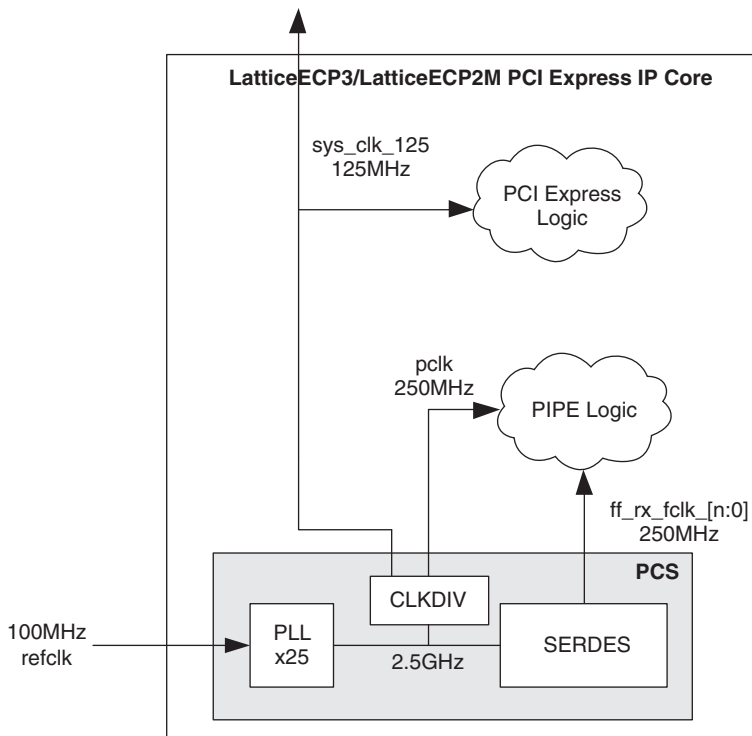 LatticeECP3/LatticeECP2M PCI Express IP Core
sys_clk_125
125MHz
PCI Express
Logic
pclk
250MHz
PIPE Logic
ff_rx_fclk_[n:0]
250MHz
PCS
CLKDIV
100MHz
refclk
PLL
x25
2.5GHz
SERDES